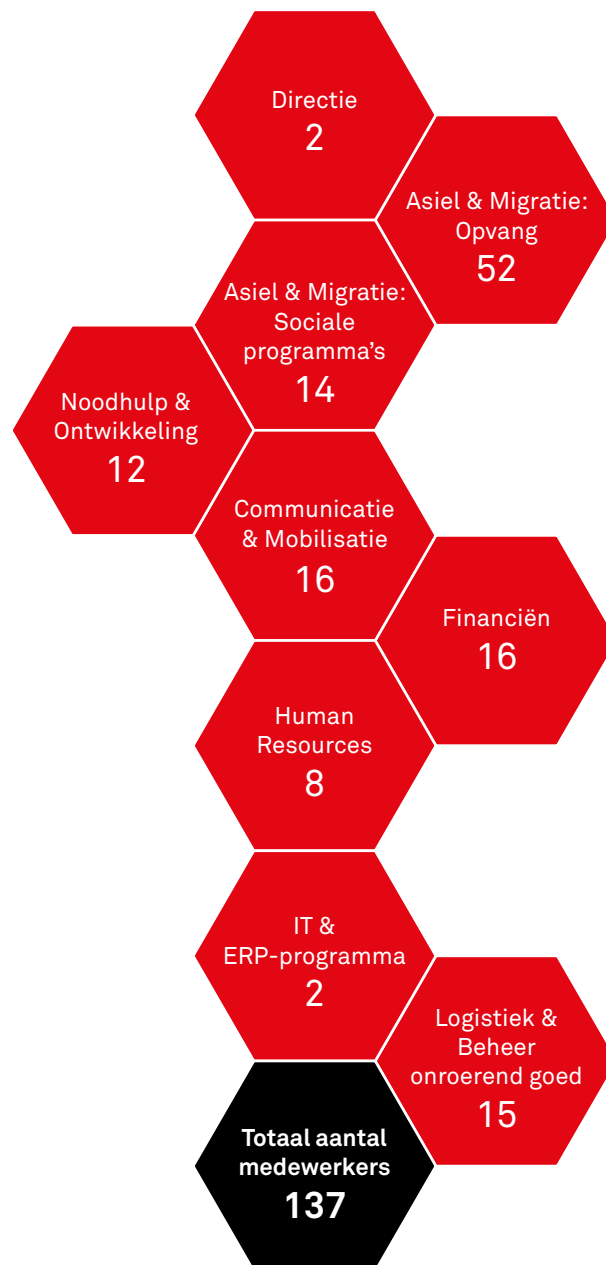 Directie
2
Asiel & Migratie:
Opvang
52
Asiel & Migratie:
Sociale
programma's
14
Noodhulp &
Ontwikkeling
12
Communicatie
& Mobilisatie
16
Financiën
16
Human
Resources
8
IT &
ERP-programma
2
Logistiek &
Beheer
onroerend goed
15
Totaal aantal
medewerkers
137